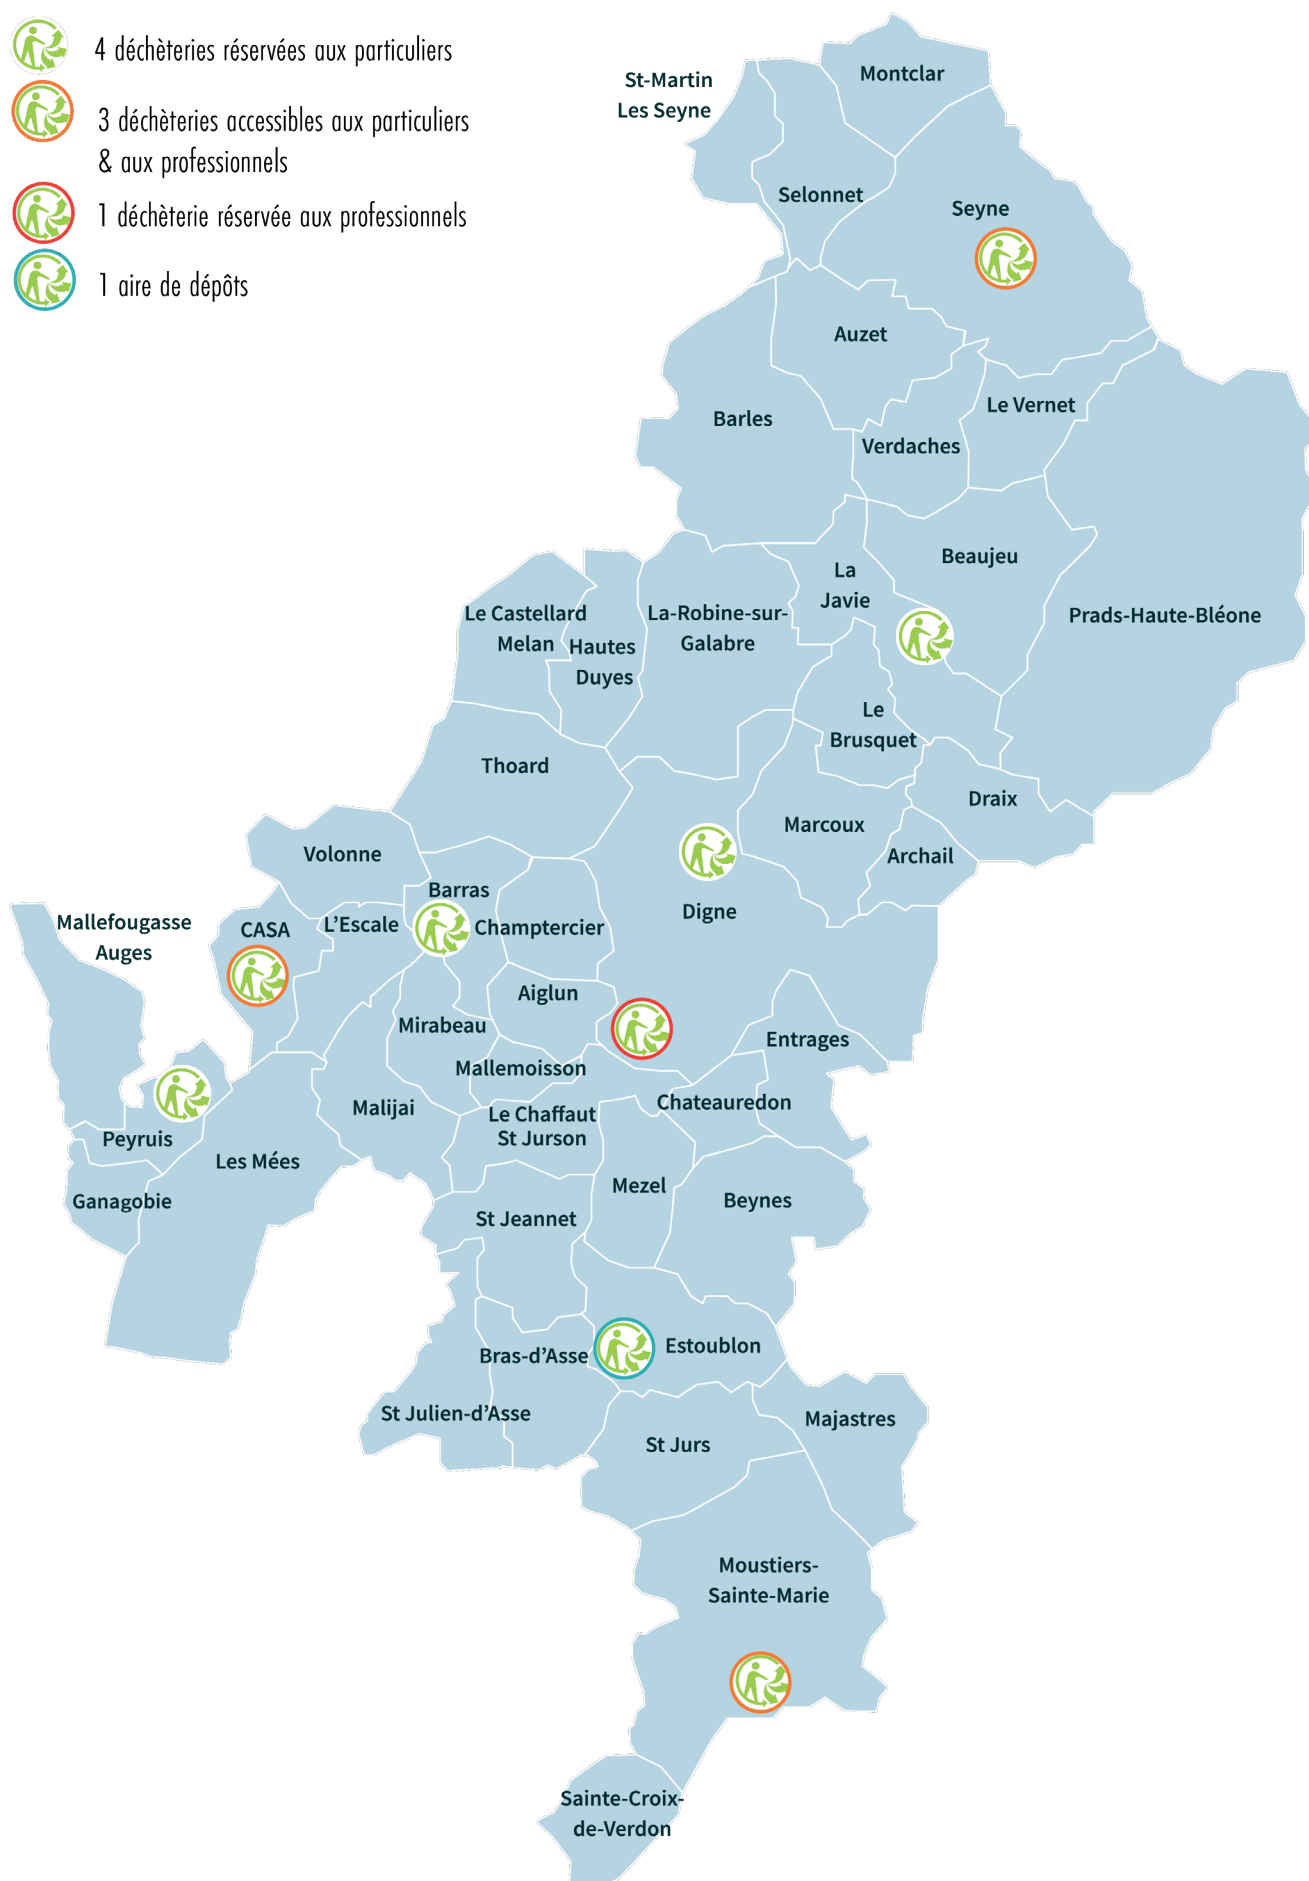 4 déchèteries réservées aux particuliers
3 déchèteries accessibles aux particuliers
& aux professionnels
1 déchèterie réservée aux professionnels
1 aire de dépôts
Montclar
St-Martin
Les Seyne
Selonnet
Seyne
Auzet
Le Vernet
Barles
Verdaches
Beaujeu
La
Javie
Prads-Haute-Bléone
Le Castellard
Melan
Hautes
Duyes
La-Robine-sur-
Galabre
Le
Brusquet
Thoard
Draix
Marcoux
Archail
Volonne
Barras
Digne
Mallefougasse
Auges
CASA
L'Escale
Champtercier
Aiglun
Mirabeau
Entrages
Mallemoisson
Chateauredon
Malijai
Le Chaffaut
St Jurson
Peyruis
Les Mées
Mezel
Beynes
Ganagobie
St Jeannet
Estoublon
Bras-d'Asse
St Julien-d'Asse
Majastres
St Jurs
Moustiers-
Sainte-Marie
Sainte-Croix-
de-Verdon